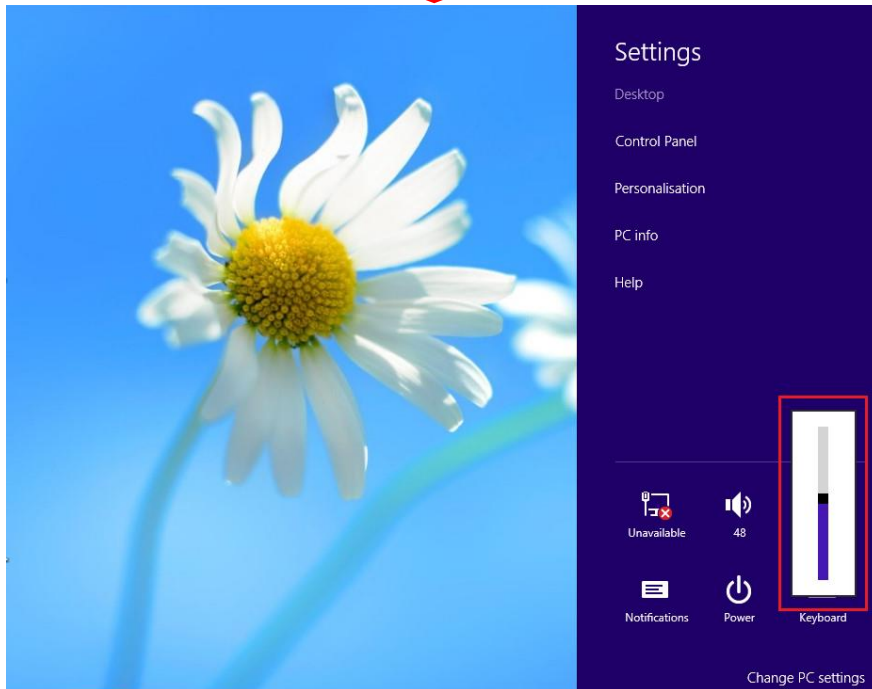 Settings
Desktop
Control Panel
Personalisation
PC info
Help
Unavailable
48
Notifications
Power
Keyboard
Change PC settings